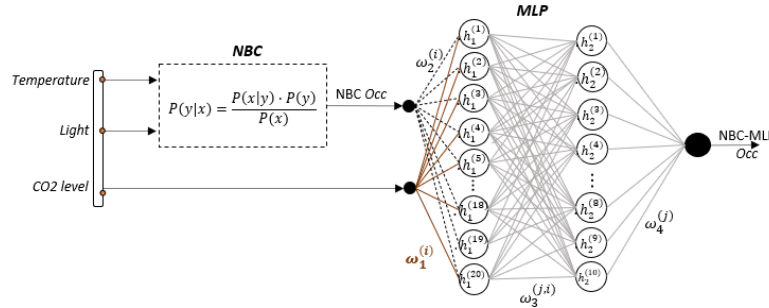 MLP
NBC
Temperature
Light
CO2 level
P(y|x) = P(x|y) · P(y) / P(x)
NBC Occ
ω₂⁽ⁱ⁾
ω₁⁽ⁱ⁾
h₁⁽¹⁾
h₁⁽²⁾
h₁⁽³⁾
h₁⁽⁴⁾
h₁⁽⁵⁾
h₁⁽¹⁸⁾
h₁⁽¹⁹⁾
h₁⁽²⁰⁾
ω₃⁽ʲ,ⁱ⁾
h₂⁽¹⁾
h₂⁽²⁾
h₂⁽³⁾
h₂⁽⁴⁾
h₂⁽⁸⁾
h₂⁽⁹⁾
h₂⁽¹⁰⁾
ω₄⁽ʲ⁾
NBC-MLP
Occ